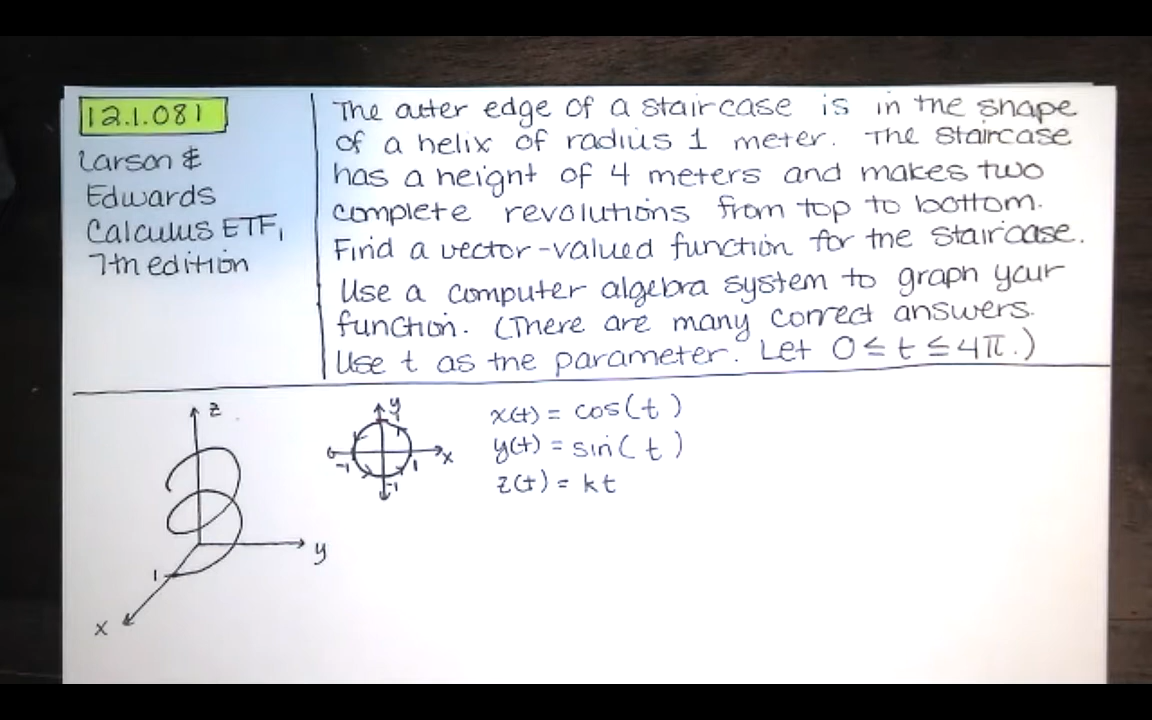 12.1.081
Larson &
Edwards
Calculus ETF,
7th edition
The outer edge of a staircase is in the shape
of a helix of radius 1 meter. The staircase
has a height of 4 meters and makes two
complete revolutions from top to bottom.
Find a vector-valued function for the staircase.
Use a computer algebra system to graph your
function. (There are many correct answers.
Use t as the parameter. Let 0 ≤ t ≤ 4π.)
z
y
x
1
y
1
x
-1
1
-1
x(t) = cos(t)
y(t) = sin(t)
z(t) = kt